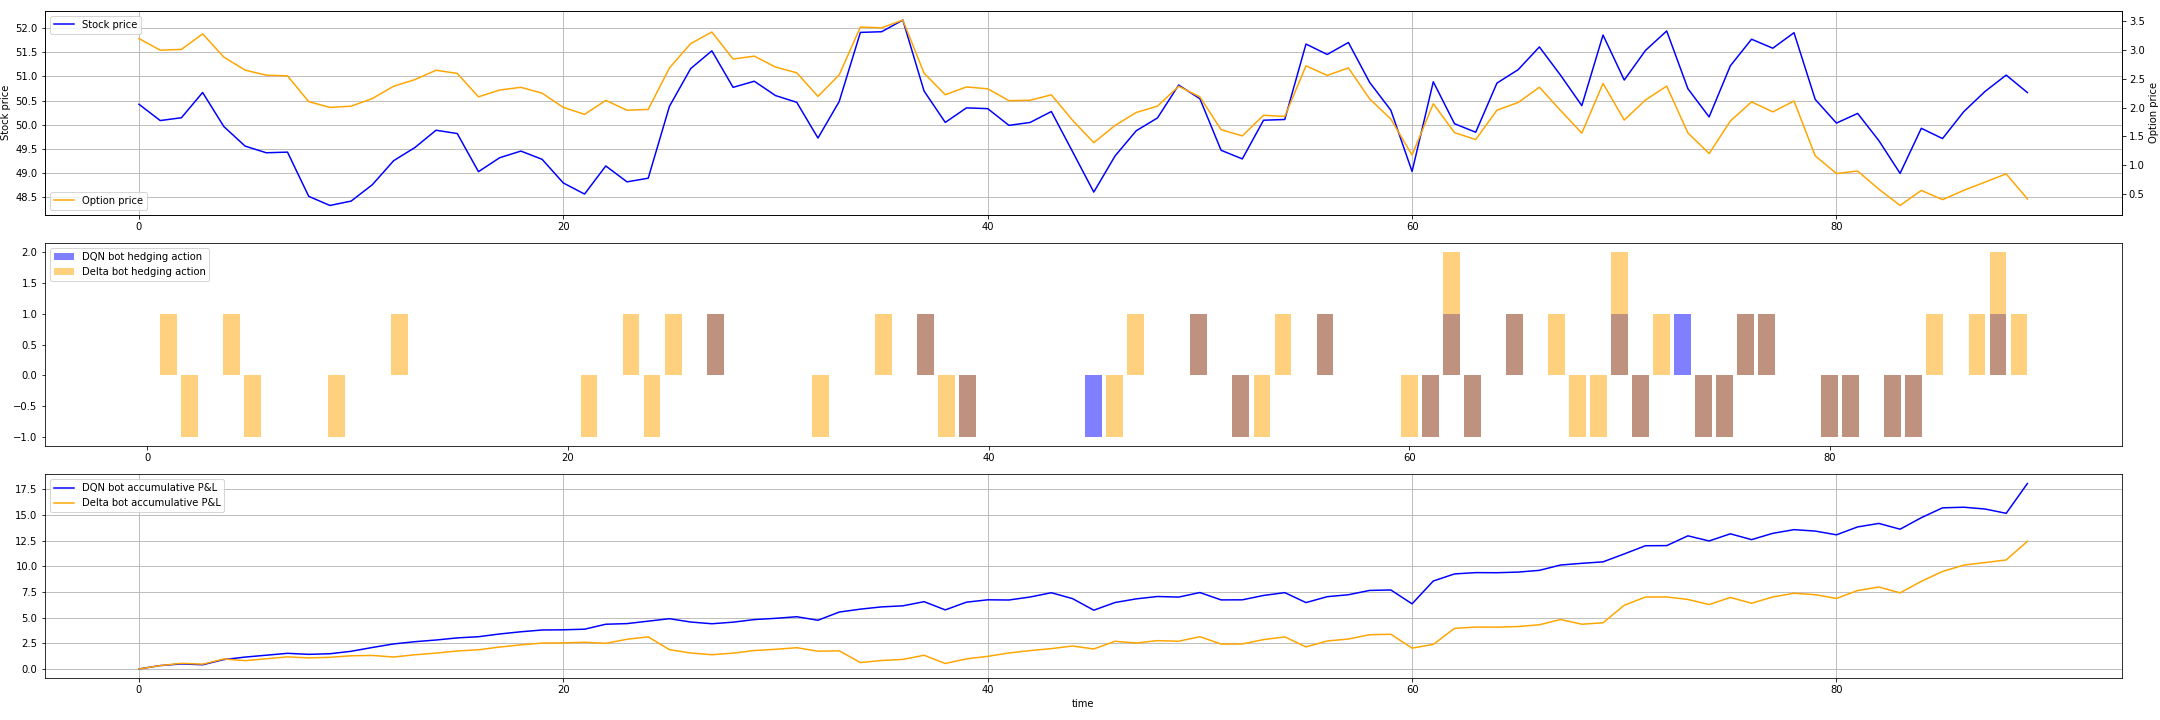 Stock price
Option price
52.0
51.5
51.0
50.5
50.0
49.5
49.0
48.5
3.5
3.0
2.5
2.0
1.5
1.0
0.5
Stock price
Option price
0 20 40 60 80
DQN bot hedging action
Delta bot hedging action
2.0
1.5
1.0
0.5
0.0
−0.5
−1.0
0 20 40 60 80
DQN bot accumulative P&L
Delta bot accumulative P&L
17.5
15.0
12.5
10.0
7.5
5.0
2.5
0.0
0 20 40 60 80
time